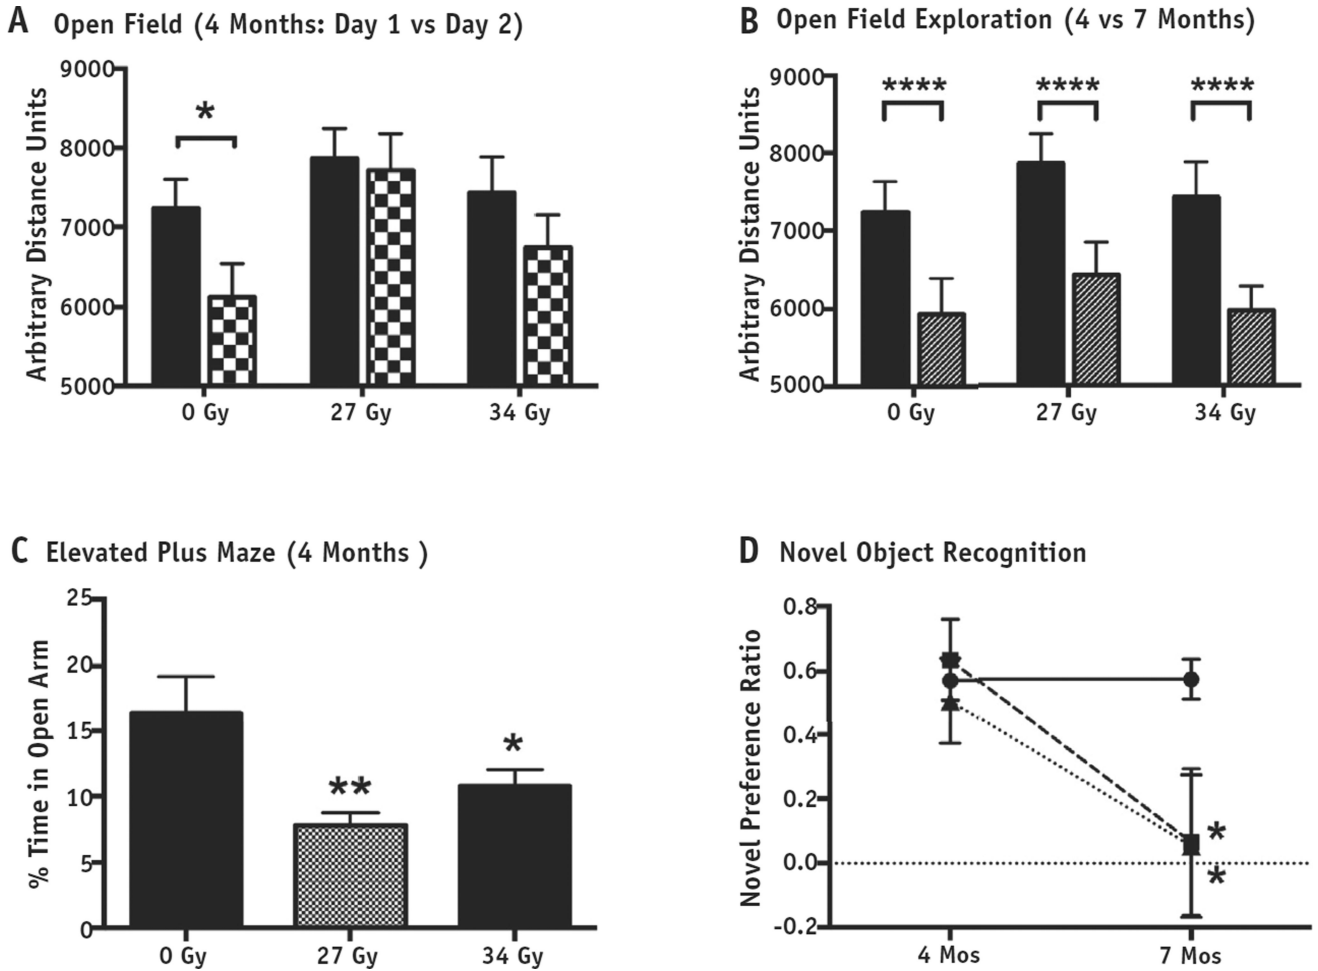 A Open Field (4 Months: Day 1 vs Day 2)
Arbitrary Distance Units
9000
8000
7000
6000
5000
*
0 Gy 27 Gy 34 Gy
B Open Field Exploration (4 vs 7 Months)
Arbitrary Distance Units
9000
8000
7000
6000
5000
**** **** ****
0 Gy 27 Gy 34 Gy
C Elevated Plus Maze (4 Months )
% Time in Open Arm
25
20
15
10
5
0
** *
0 Gy 27 Gy 34 Gy
D Novel Object Recognition
Novel Preference Ratio
0.8
0.6
0.4
0.2
0.0
-0.2
*
*
4 Mos 7 Mos